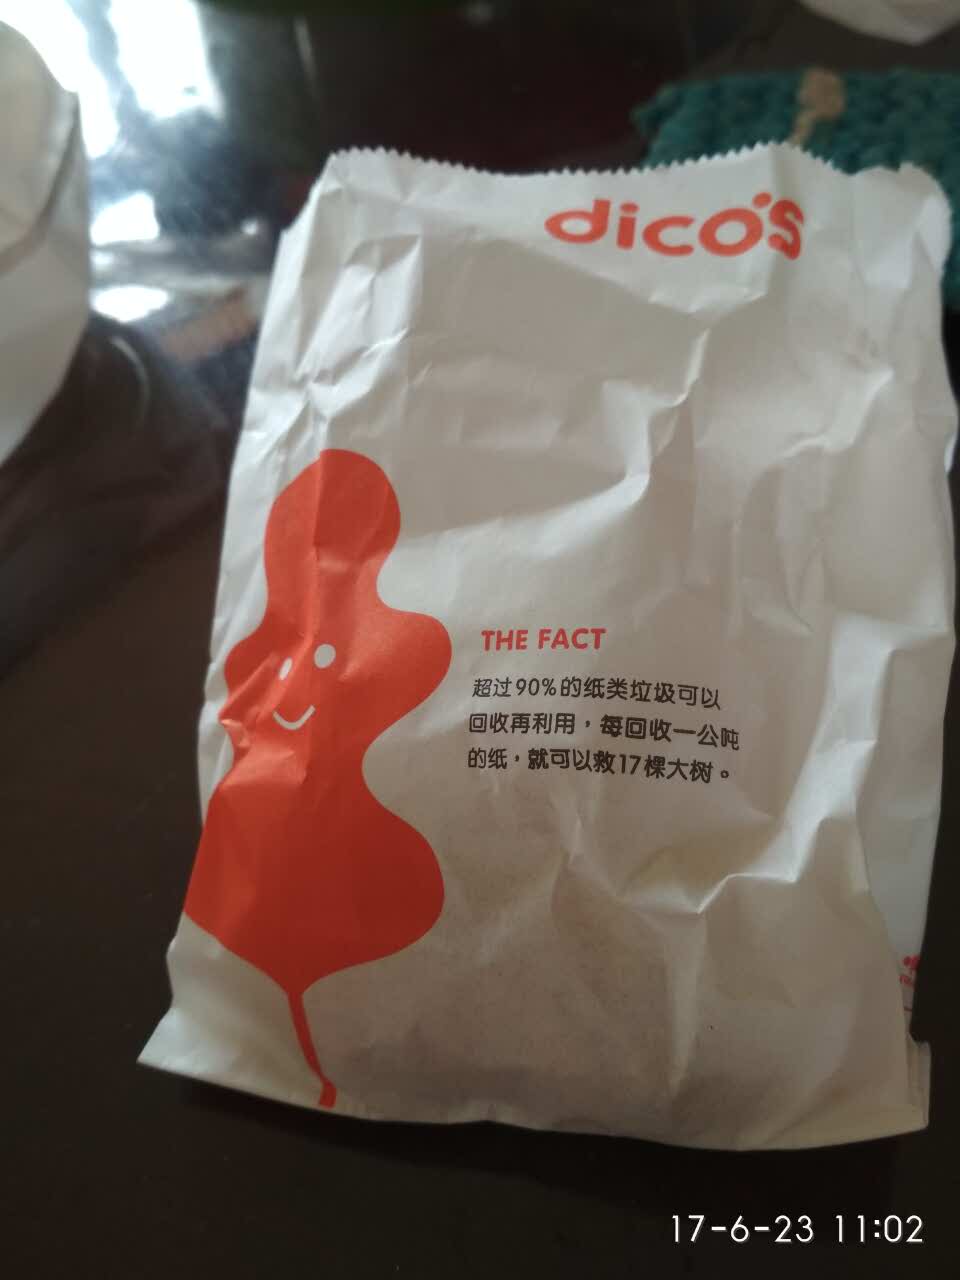 dico's
THE FACT
超过90%的纸类垃圾可以
回收再利用，每回收一公吨
的纸，就可以救17棵大树。
17-6-23 11:02